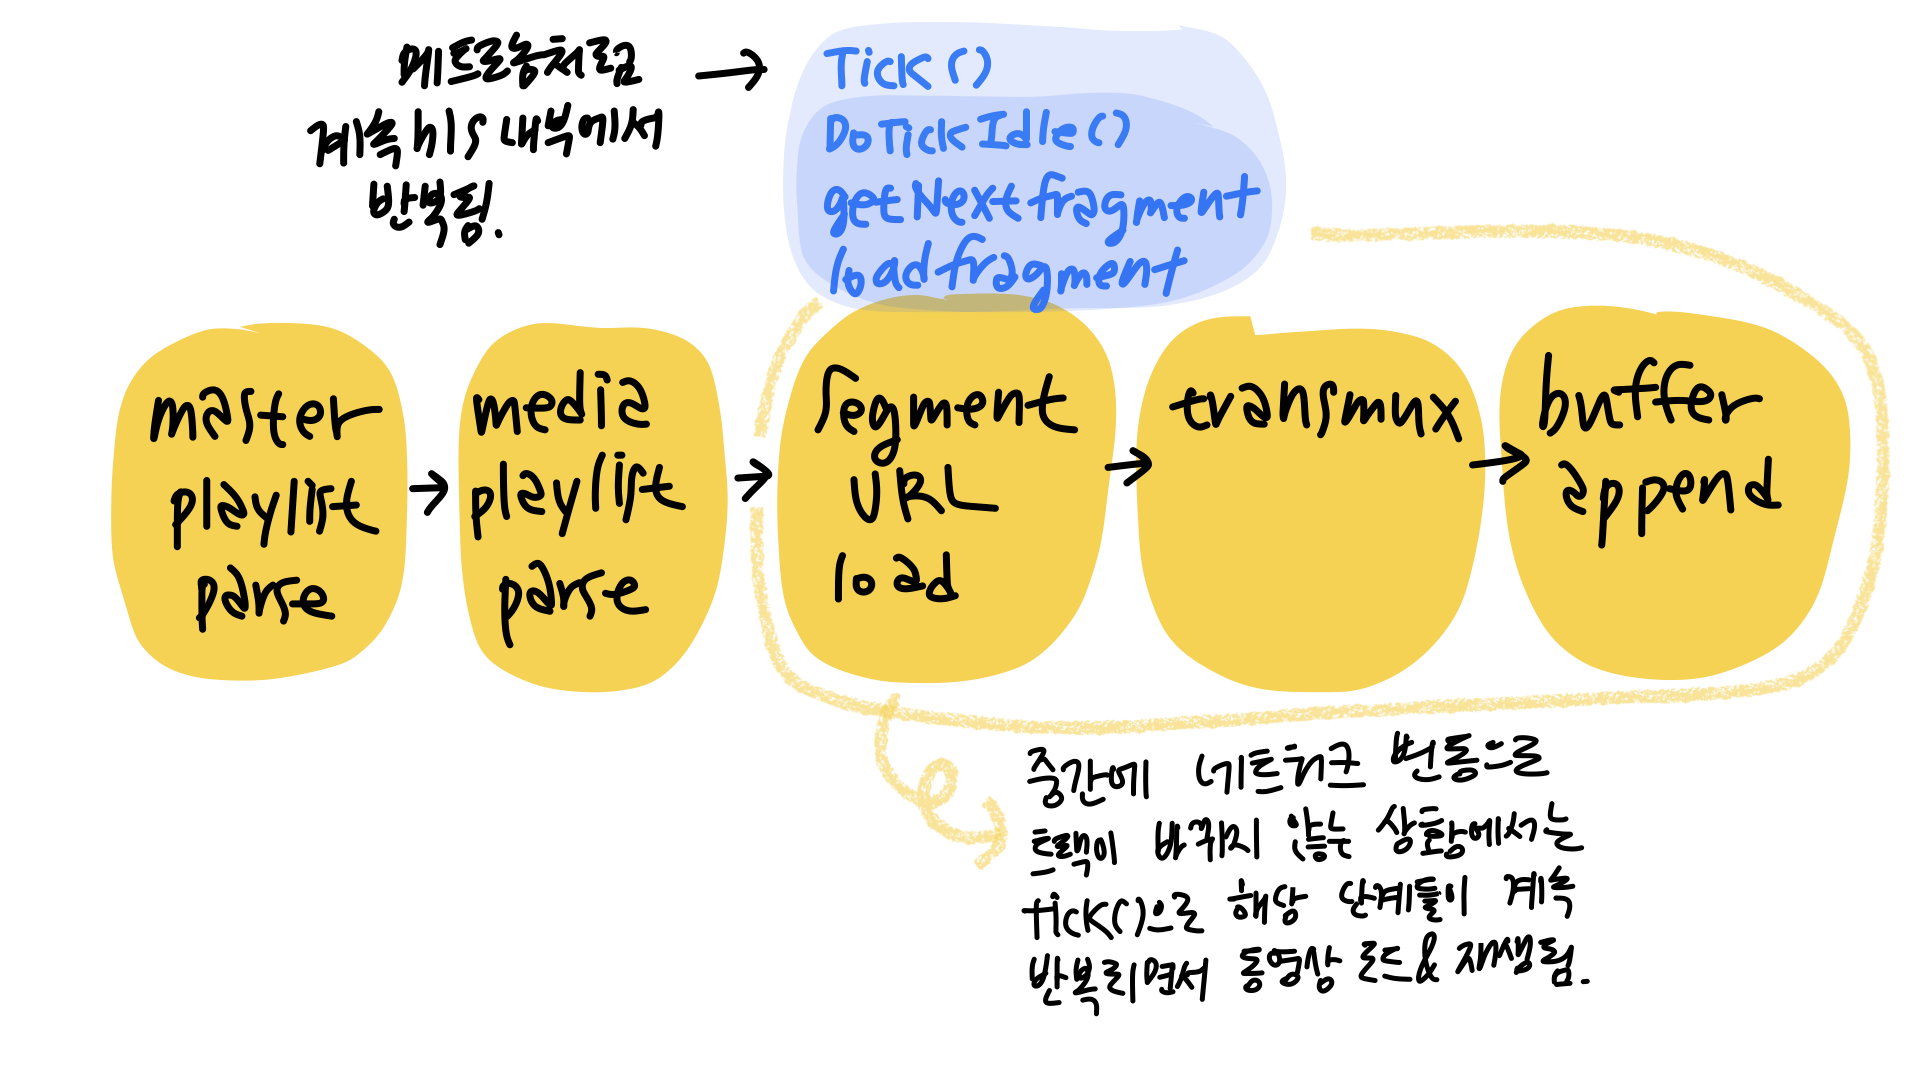 메트로놈처럼
계속 hls 내부에서
반복됨.
→
Tick()
DoTickIdle()
getNextfragment
loadfragment
master
playlist
parse
→
media
playlist
parse
→
segment
URL
load
→
transmux
→
buffer
append
중간에 네트워크 변동으로
트랙이 바뀌지 않는 상황에서는
Tick()으로 해당 단계들이 계속
반복되면서 동영상 로드 & 재생됨.